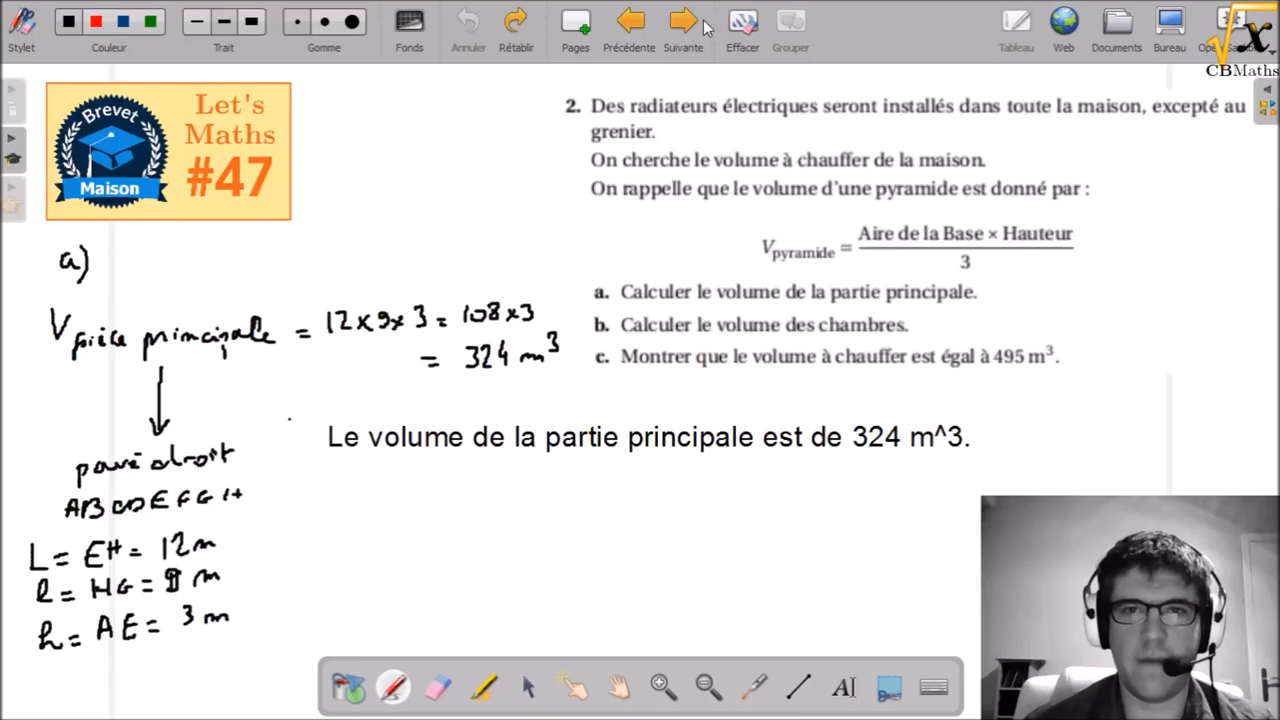 Stylet
Couleur
Trait
Gomme
Fonds
Annuler
Rétablir
Pages
Précédente
Suivante
Effacer
Grouper
Tableau
Web
Documents
Bureau
CBMaths
Brevet
Maison
Let's
Maths
#47
2. Des radiateurs électriques seront installés dans toute la maison, excepté au
grenier.
On cherche le volume à chauffer de la maison.
On rappelle que le volume d'une pyramide est donné par :
Vpyramide = Aire de la Base × Hauteur
3
a. Calculer le volume de la partie principale.
b. Calculer le volume des chambres.
c. Montrer que le volume à chauffer est égal à 495 m³.
a)
V pièce principale = 12 x 9 x 3 = 108 x 3
= 324 m³
Le volume de la partie principale est de 324 m^3.
pavé droit
ABCDEFGH
L = EH = 12 m
l = HG = 9 m
h = AE = 3 m